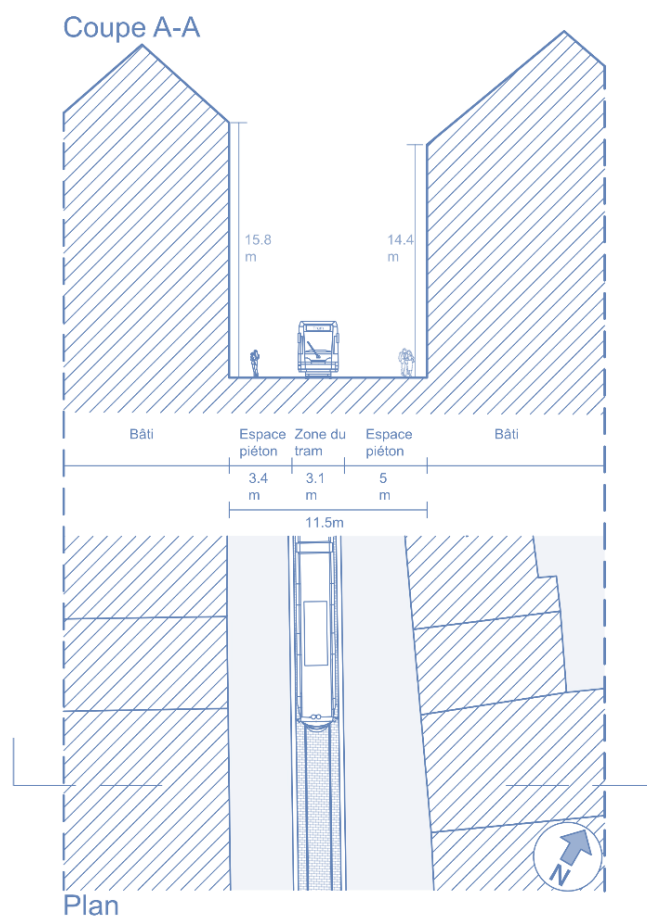 Coupe A-A
15.8
m
14.4
m
Bâti
Espace
piéton
Zone du
tram
Espace
piéton
Bâti
3.4
m
3.1
m
5
m
11.5m
N
Plan